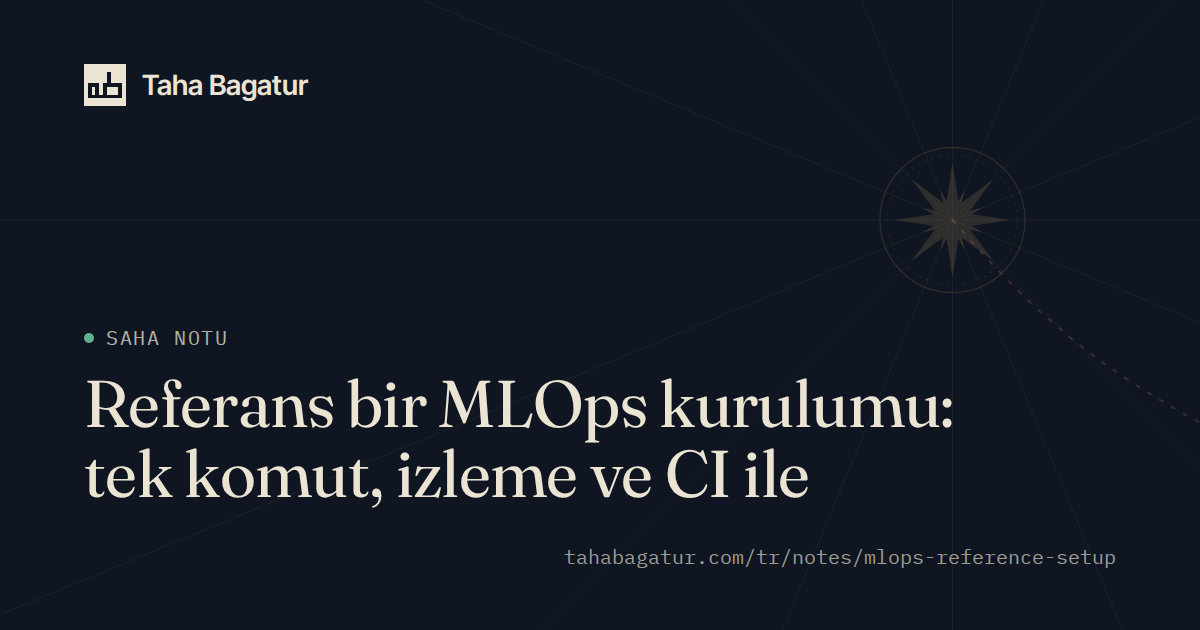 Taha Bagatur
SAHA NOTU
Referans bir MLOps kurulumu:
tek komut, izleme ve CI ile
tahabagatur.com/tr/notes/mlops-reference-setup